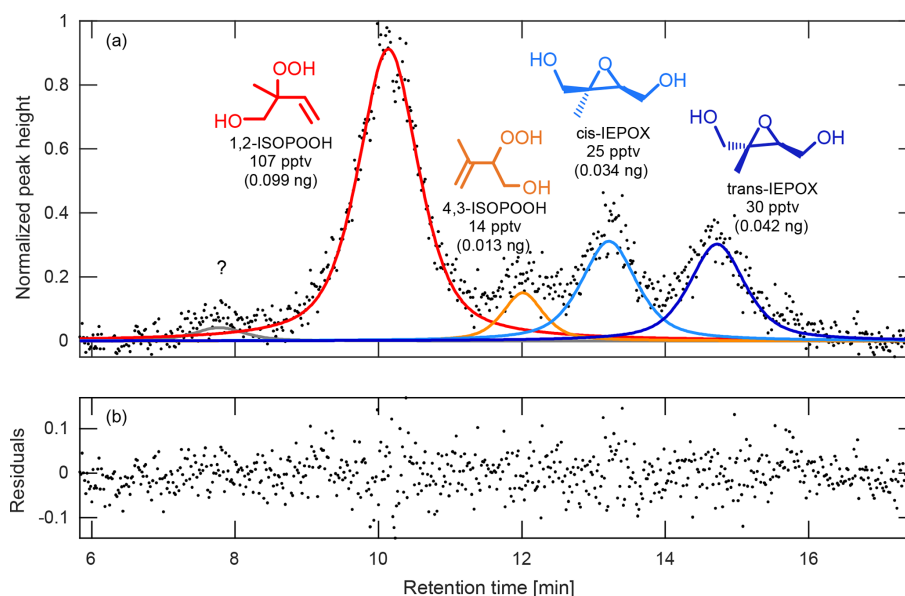 (a)
Normalized peak height
1
0.8
0.6
0.4
0.2
0
?
OOH
HO
1,2-ISOPOOH
107 pptv
(0.099 ng)
OOH
OH
4,3-ISOPOOH
14 pptv
(0.013 ng)
HO
O
OH
cis-IEPOX
25 pptv
(0.034 ng)
HO
O
OH
trans-IEPOX
30 pptv
(0.042 ng)
(b)
Residuals
0.1
0
-0.1
6 8 10 12 14 16
Retention time [min]